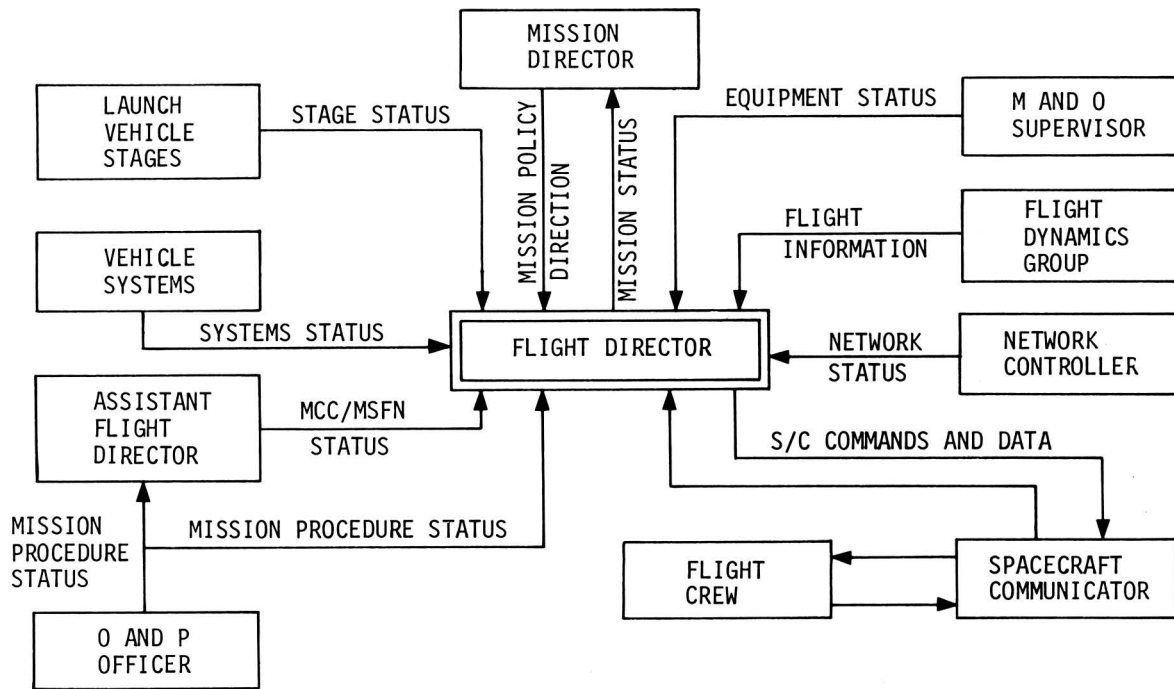 MISSION
DIRECTOR
LAUNCH
VEHICLE
STAGES
STAGE STATUS
MISSION POLICY
DIRECTION
MISSION STATUS
EQUIPMENT STATUS
M AND O
SUPERVISOR
VEHICLE
SYSTEMS
FLIGHT
INFORMATION
FLIGHT
DYNAMICS
GROUP
SYSTEMS STATUS
FLIGHT DIRECTOR
NETWORK
STATUS
NETWORK
CONTROLLER
ASSISTANT
FLIGHT
DIRECTOR
MCC/MSFN
STATUS
S/C COMMANDS AND DATA
MISSION
PROCEDURE
STATUS
MISSION PROCEDURE STATUS
FLIGHT
CREW
SPACECRAFT
COMMUNICATOR
O AND P
OFFICER